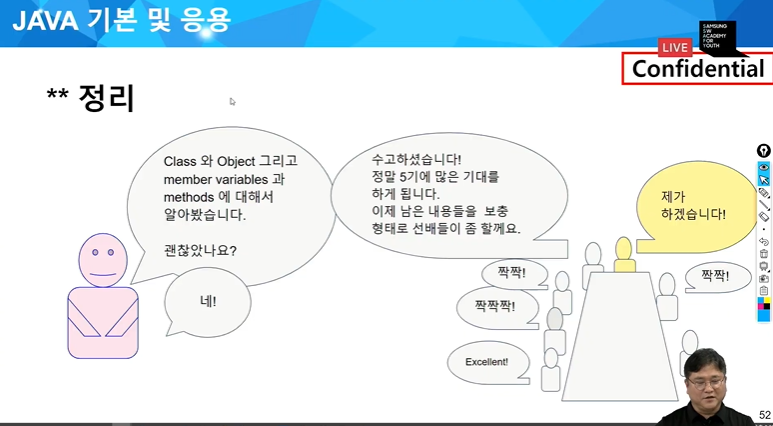 JAVA 기본 및 응용
LIVE
SAMSUNG
SW
ACADEMY
FOR
YOUTH
Confidential
** 정리
Class 와 Object 그리고
member variables 과
methods 에 대해서
알아봤습니다.
괜찮았나요?
네!
수고하셨습니다!
정말 5기에 많은 기대를
하게 됩니다.
이제 남은 내용들을 보충
형태로 선배들이 좀 할께요.
제가
하겠습니다!
짝짝!
짝짝!
짝짝짝!
Excellent!
52